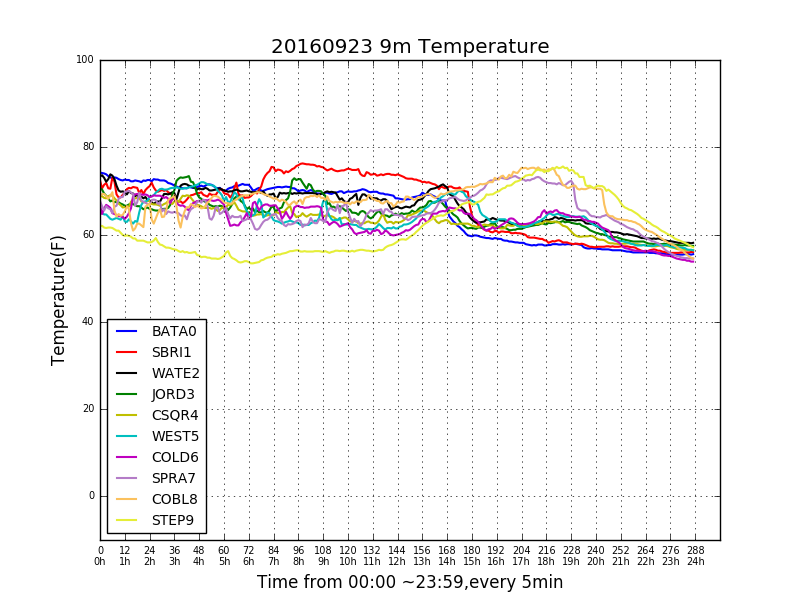 20160923 9m Temperature
Temperature(F)
100
80
60
40
20
0
BATA0
SBRI1
WATE2
JORD3
CSQR4
WEST5
COLD6
SPRA7
COBL8
STEP9
0 12 24 36 48 60 72 84 96 108 120 132 144 156 168 180 192 204 216 228 240 252 264 276 288
0h 1h 2h 3h 4h 5h 6h 7h 8h 9h 10h 11h 12h 13h 14h 15h 16h 17h 18h 19h 20h 21h 22h 23h 24h
Time from 00:00 ~23:59,every 5min